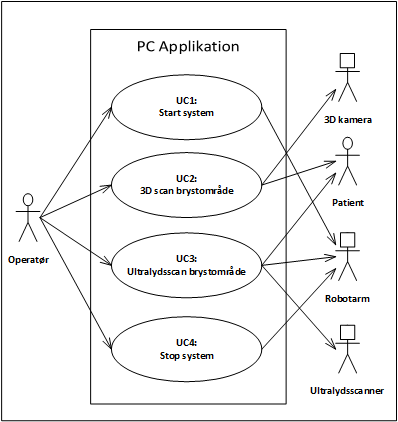 PC Applikation
UC1:
Start system
3D kamera
UC2:
3D scan brystområde
Patient
Operatør
UC3:
Ultralydsscan brystområde
Robotarm
UC4:
Stop system
Ultralydsscanner